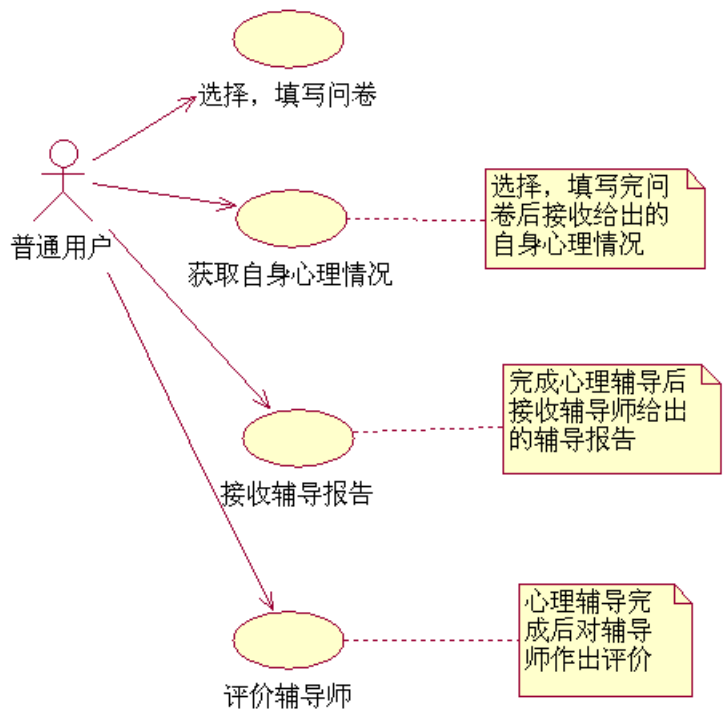 选择，填写问卷
普通用户
获取自身心理情况
选择，填写完问
卷后接收给出的
自身心理情况
接收辅导报告
完成心理辅导后
接收辅导师给出
的辅导报告
评价辅导师
心理辅导完
成后对辅导
师作出评价